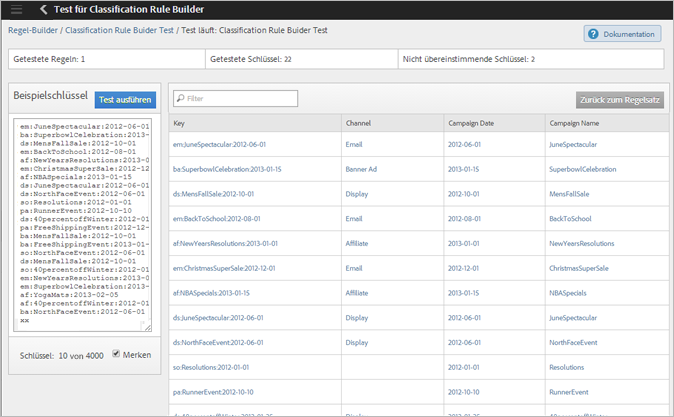 Test für Classification Rule Builder
Regel-Builder / Classification Rule Buider Test / Test läuft: Classification Rule Buider Test
Dokumentation
Getestete Regeln: 1
Getestete Schlüssel: 22
Nicht übereinstimmende Schlüssel: 2
Beispielschlüssel
Test ausführen
em:JuneSpectacular:2012-06-01
ba:SuperbowlCelebration:2013-
ds:MensFallSale:2012-10-01
em:BackToSchool:2012-08-01
af:NewYearsResolutions:2013-0
em:ChristmasSuperSale:2012-12
af:NBASpecials:2013-01-15
ds:JuneSpectacular:2012-06-01
ds:NorthFaceEvent:2012-06-01
so:Resolutions:2012-01-01
pa:RunnerEvent:2012-10-10
ds:40percentoffWinter:2012-01
pa:FreeShippingEvent:2012-12-
ba:MensFallSale:2012-10-01
ba:FreeShippingEvent:2013-01-
so:NorthFaceEvent:2012-06-01
ds:MensFallSale:2012-10-01
so:40percentoffWinter:2012-01
em:NewYearsResolutions:2013-0
em:SuperbowlCelebration:2013-
af:YogaMats:2013-02-05
af:40percentoffWinter:2012-01
ba:NorthFaceEvent:2012-06-01
xx
Schlüssel: 10 von 4000
Merken
Filter
Zurück zum Regelsatz
Key Channel Campaign Date Campaign Name
em:JuneSpectacular:2012-06-01 Email 2012-06-01 JuneSpectacular
ba:SuperbowlCelebration:2013-01-15 Banner Ad 2013-01-15 SuperbowlCelebration
ds:MensFallSale:2012-10-01 Display 2012-10-01 MensFallSale
em:BackToSchool:2012-08-01 Email 2012-08-01 BackToSchool
af:NewYearsResolutions:2013-01-01 Affiliate 2013-01-01 NewYearsResolutions
em:ChristmasSuperSale:2012-12-01 Email 2012-12-01 ChristmasSuperSale
af:NBASpecials:2013-01-15 Affiliate 2013-01-15 NBASpecials
ds:JuneSpectacular:2012-06-01 Display 2012-06-01 JuneSpectacular
ds:NorthFaceEvent:2012-06-01 Display 2012-06-01 NorthFaceEvent
so:Resolutions:2012-01-01 2012-01-01 Resolutions
pa:RunnerEvent:2012-10-10 2012-10-10 RunnerEvent